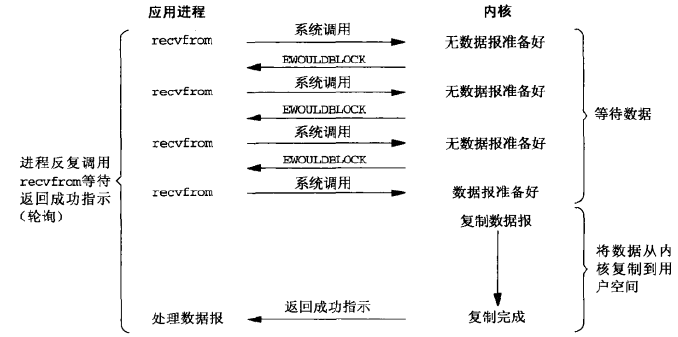 应用进程
内核
系统调用
recvfrom
无数据报准备好
EWOULDBLOCK
系统调用
recvfrom
无数据报准备好
EWOULDBLOCK
系统调用
recvfrom
无数据报准备好
EWOULDBLOCK
系统调用
recvfrom
数据报准备好
等待数据
进程反复调用
recvfrom等待
返回成功指示
(轮询)
复制数据报
将数据从内
核复制到用
户空间
返回成功指示
处理数据报
复制完成